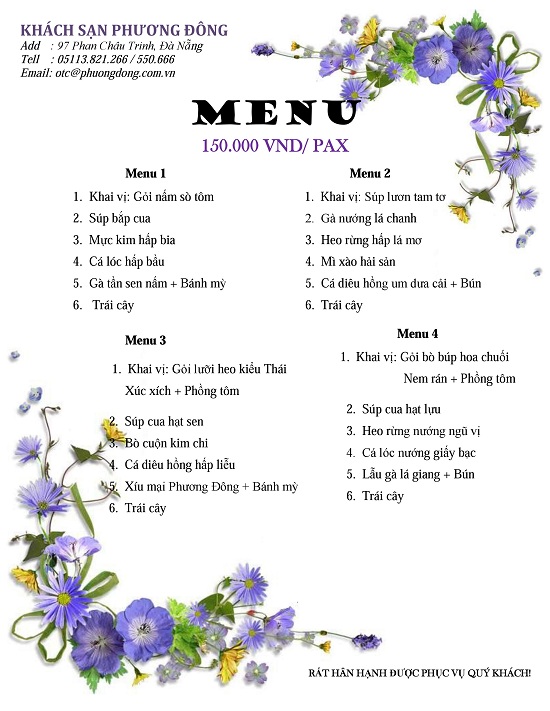 KHÁCH SẠN PHƯƠNG ĐÔNG
Add : 97 Phan Châu Trinh, Đà Nẵng
Tell : 05113.821.266 / 550.666
Email: otc@phuongdong.com.vn
MENU
150.000 VND/ PAX
Menu 1
1. Khai vị: Gỏi nấm sò tôm
2. Súp bắp cua
3. Mực kim hấp bia
4. Cá lóc hấp bầu
5. Gà tần sen nấm + Bánh mỳ
6. Trái cây
Menu 2
1. Khai vị: Súp lươn tam tơ
2. Gà nướng lá chanh
3. Heo rừng hấp lá mơ
4. Mì xào hải sản
5. Cá diêu hồng um dưa cải + Bún
6. Trái cây
Menu 3
1. Khai vị: Gỏi lưỡi heo kiểu Thái
Xúc xích + Phồng tôm
2. Súp cua hạt sen
3. Bò cuộn kim chi
4. Cá diêu hồng hấp liễu
5. Xíu mại Phương Đông + Bánh mỳ
6. Trái cây
Menu 4
1. Khai vị: Gỏi bò búp hoa chuối
Nem rán + Phồng tôm
2. Súp cua hạt lựu
3. Heo rừng nướng ngũ vị
4. Cá lóc nướng giấy bạc
5. Lẩu gà lá giang + Bún
6. Trái cây
RÁT HÂN HẠNH ĐƯỢC PHỤC VỤ QUÝ KHÁCH!